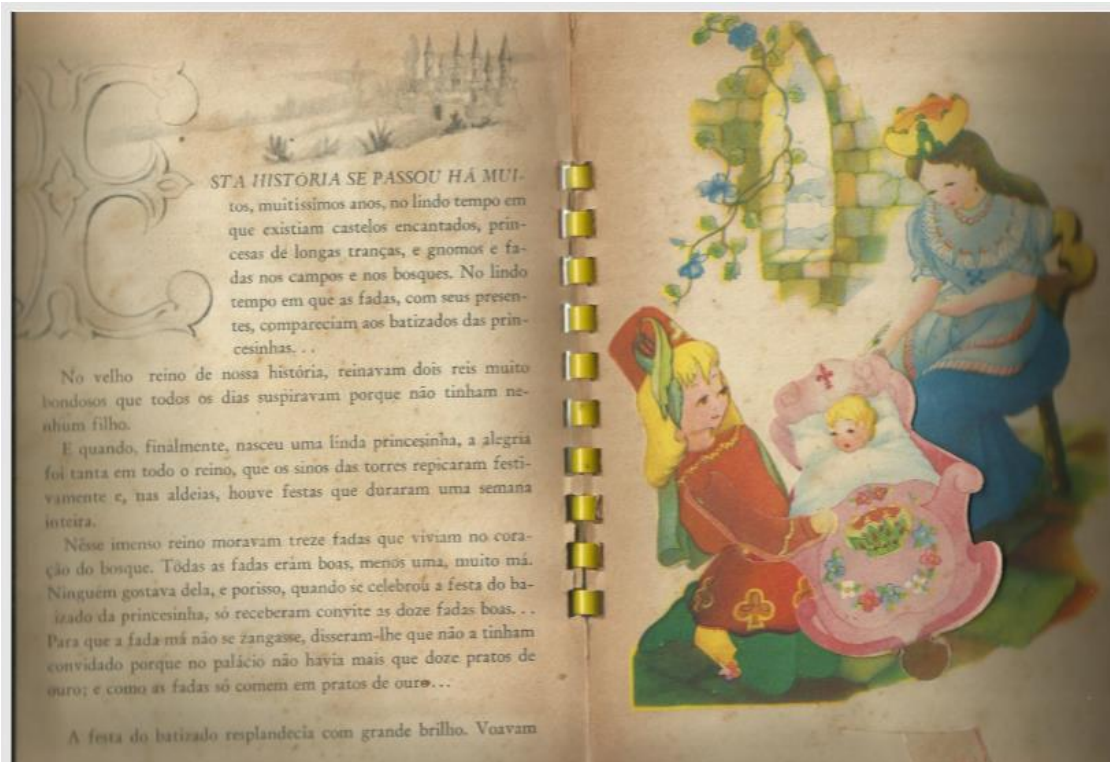 ESTA HISTÓRIA SE PASSOU HÁ MUI-
tos, muitissimos anos, no lindo tempo em
que existiam castelos encantados, prin-
cesas de longas tranças, e gnomos e fa-
das nos campos e nos bosques. No lindo
tempo em que as fadas, com seus presen-
tes, compareciam aos batizados das prin-
cesinhas...
No velho reino de nossa história, reinavam dois reis muito
bondosos que todos os dias suspiravam porque não tinham ne-
nhum filho.
E quando, finalmente, nasceu uma linda princesinha, a alegria
foi tanta em todo o reino, que os sinos das torres repicaram festi-
vamente e, nas aldeias, houve festas que duraram uma semana
inteira.
Nêsse imenso reino moravam treze fadas que viviam no cora-
ção do bosque. Tôdas as fadas eram boas, menos uma, muito má.
Ninguém gostava dela, e porisso, quando se celebrou a festa do ba-
tizado da princesinha, só receberam convite as doze fadas boas...
Para que a fada má não se zangasse, disseram-lhe que não a tinham
convidado porque no palácio não havia mais que doze pratos de
ouro; e como as fadas só comem em pratos de ouro...
A festa do batizado resplandecia com grande brilho. Voavam